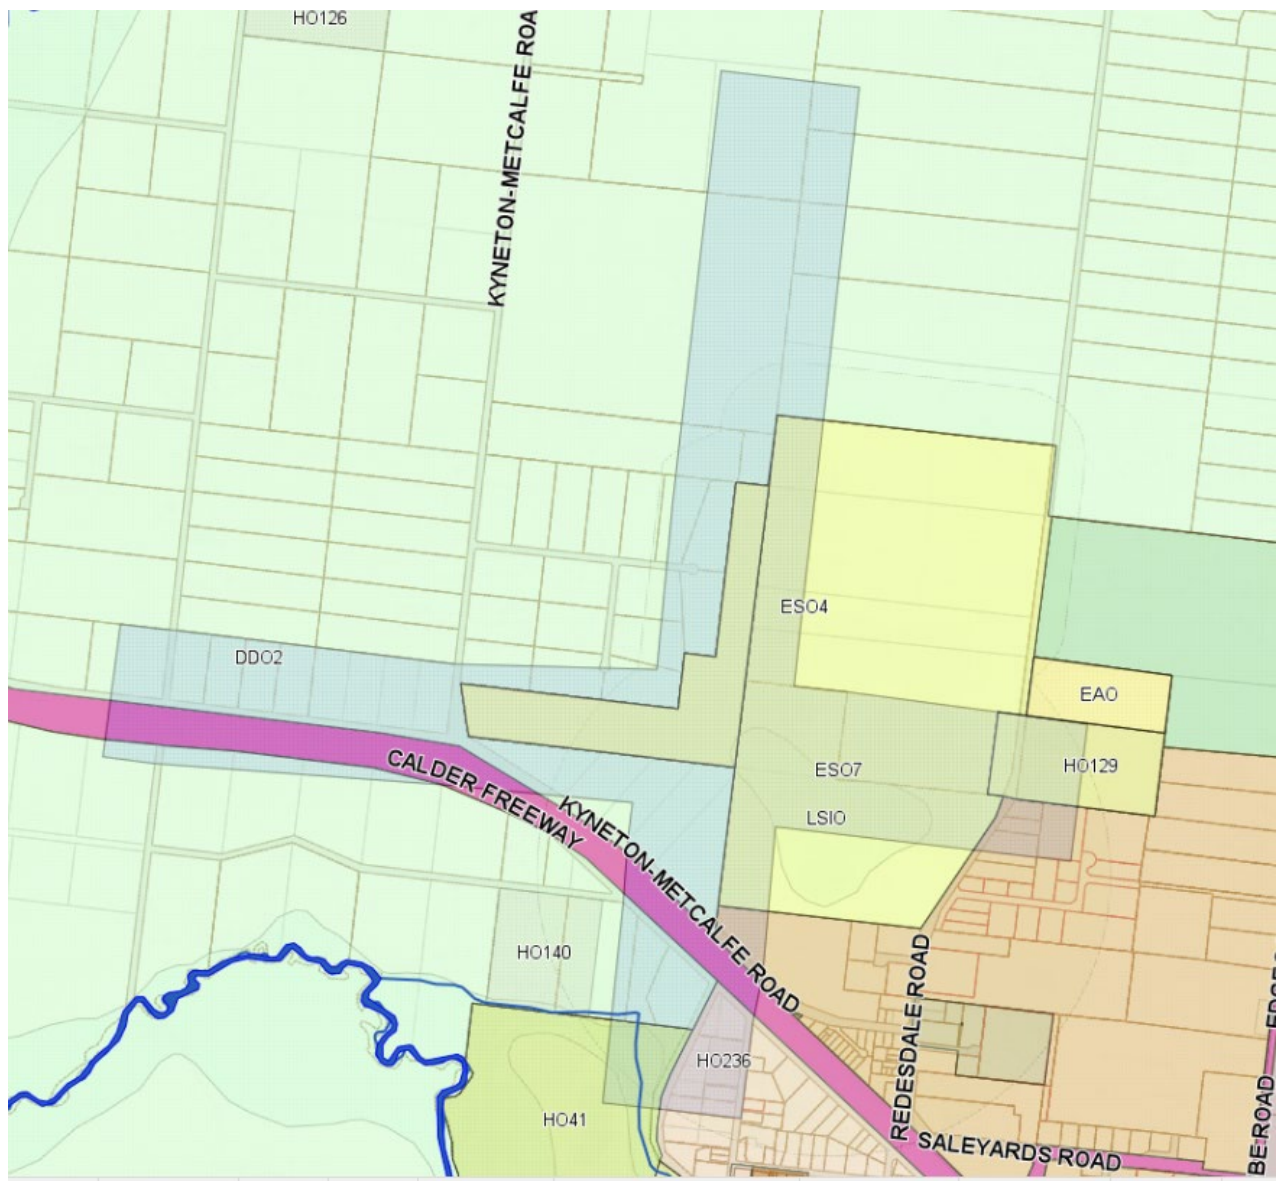 HO126
KYNETON-METCALFE ROA
ESO4
DDO2
EAO
ESO7
HO129
LSIO
CALDER FREEWAY
KYNETON-METCALFE ROAD
HO140
REDESDALE ROAD
HO236
HO41
SALEYARDS ROAD
BE ROAD